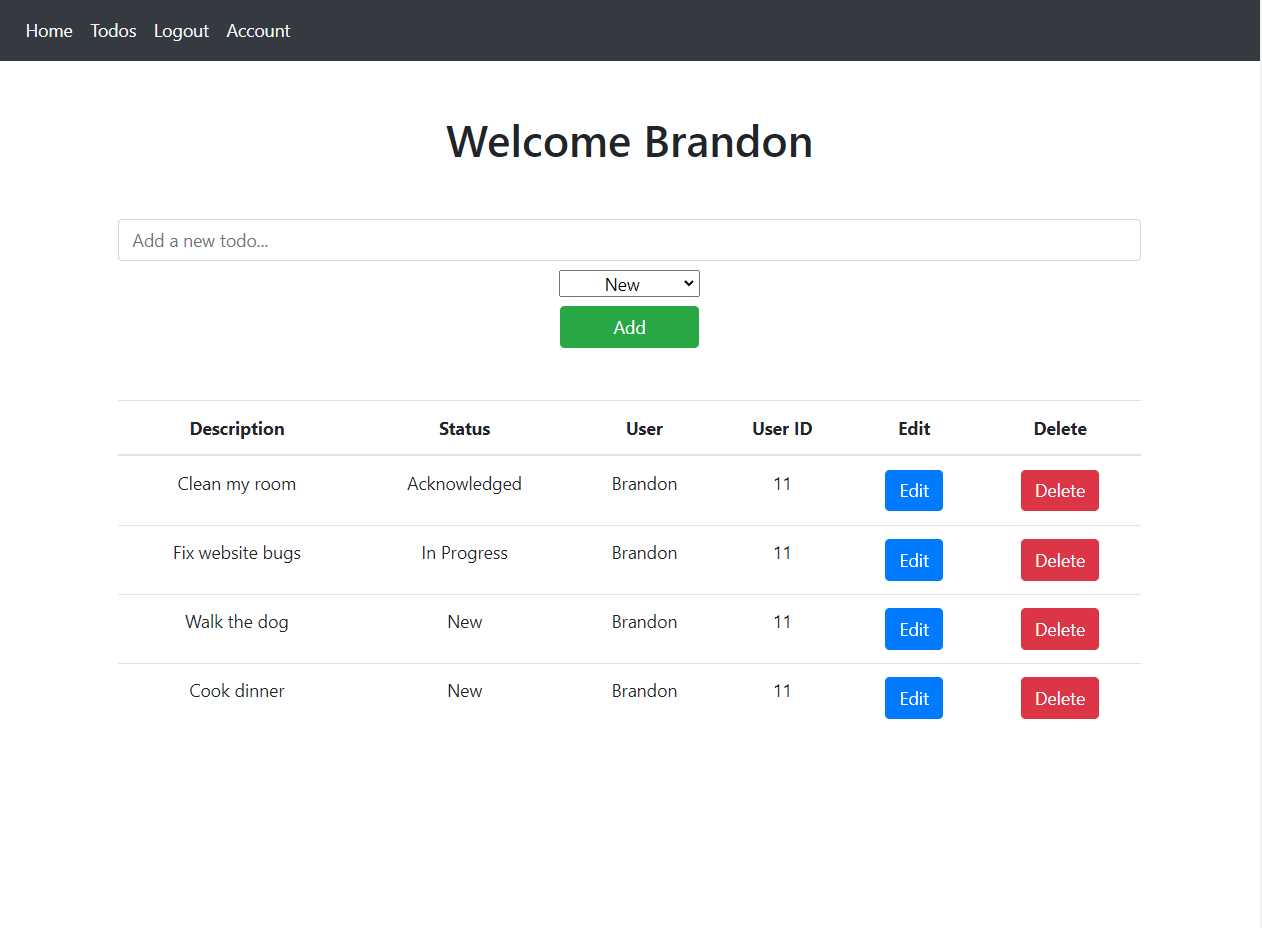 Home Todos Logout Account
Welcome Brandon
Add a new todo...
New
Add
Description Status User User ID Edit Delete
Clean my room Acknowledged Brandon 11 Edit Delete
Fix website bugs In Progress Brandon 11 Edit Delete
Walk the dog New Brandon 11 Edit Delete
Cook dinner New Brandon 11 Edit Delete